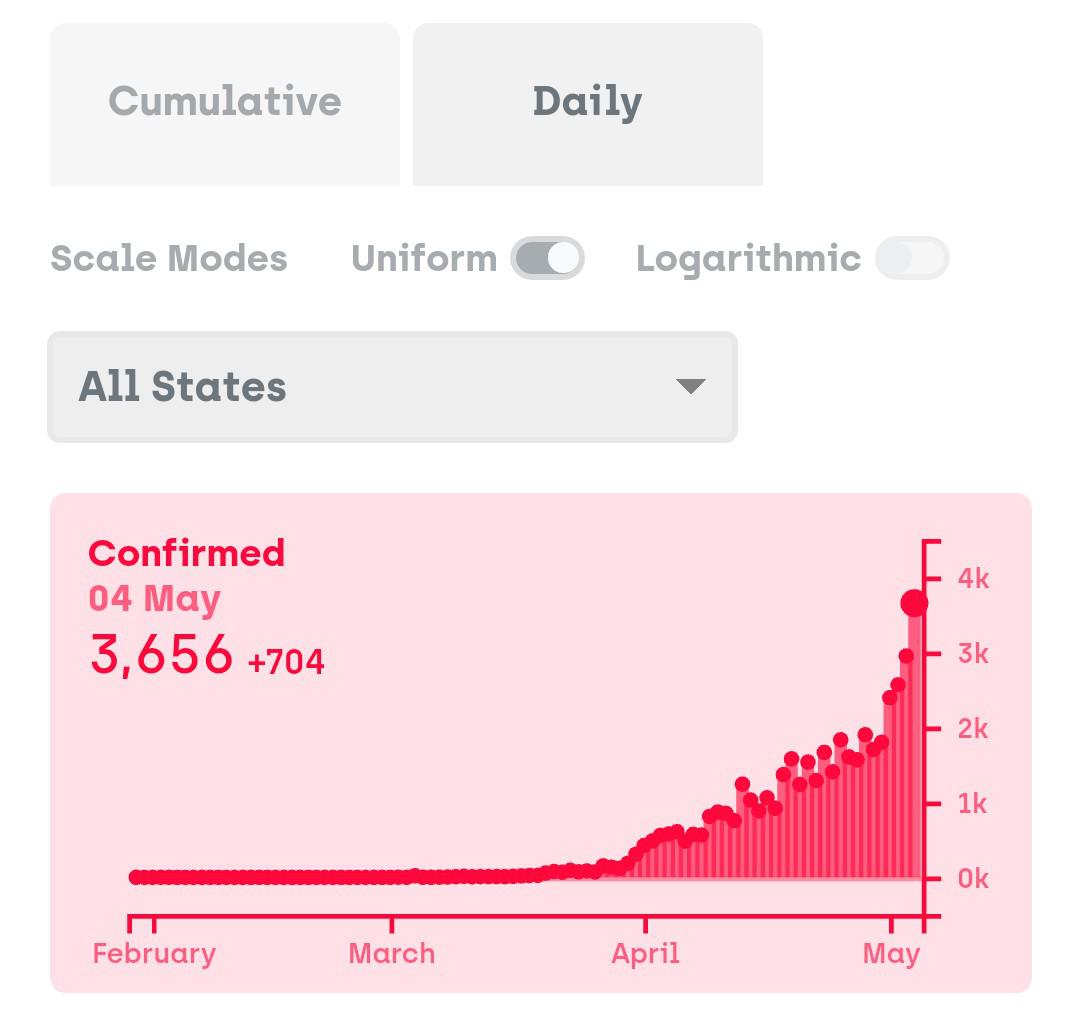 Cumulative Daily
Scale Modes Uniform Logarithmic
All States
Confirmed
04 May
3,656 +704
4k
3k
2k
1k
0k
February March April May